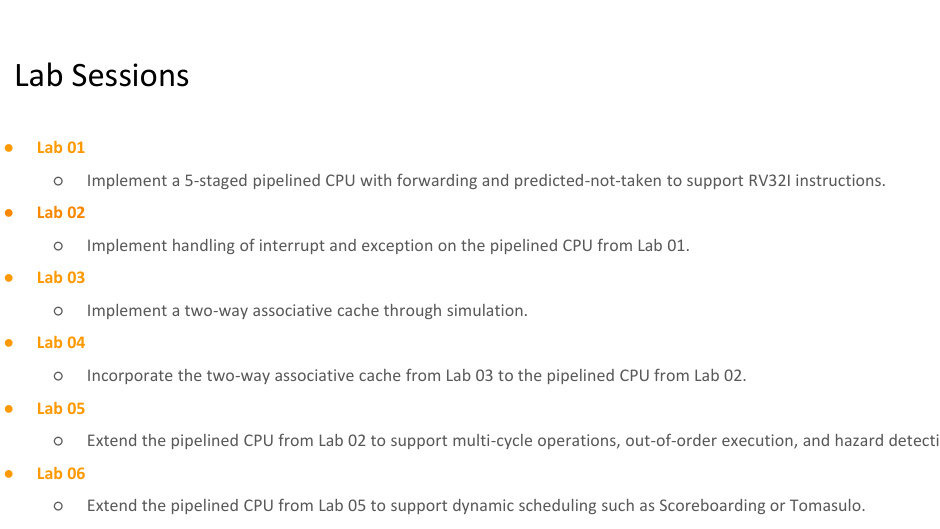 Lab Sessions
Lab 01
Implement a 5-staged pipelined CPU with forwarding and predicted-not-taken to support RV32I instructions.
Lab 02
Implement handling of interrupt and exception on the pipelined CPU from Lab 01.
Lab 03
Implement a two-way associative cache through simulation.
Lab 04
Incorporate the two-way associative cache from Lab 03 to the pipelined CPU from Lab 02.
Lab 05
Extend the pipelined CPU from Lab 02 to support multi-cycle operations, out-of-order execution, and hazard detecti
Lab 06
Extend the pipelined CPU from Lab 05 to support dynamic scheduling such as Scoreboarding or Tomasulo.